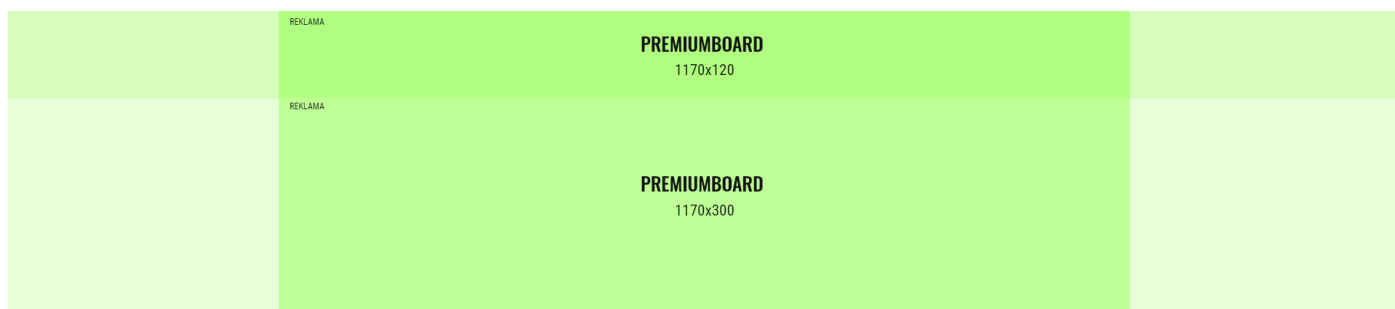 REKLAMA
PREMIUMBOARD
1170x120
REKLAMA
PREMIUMBOARD
1170x300